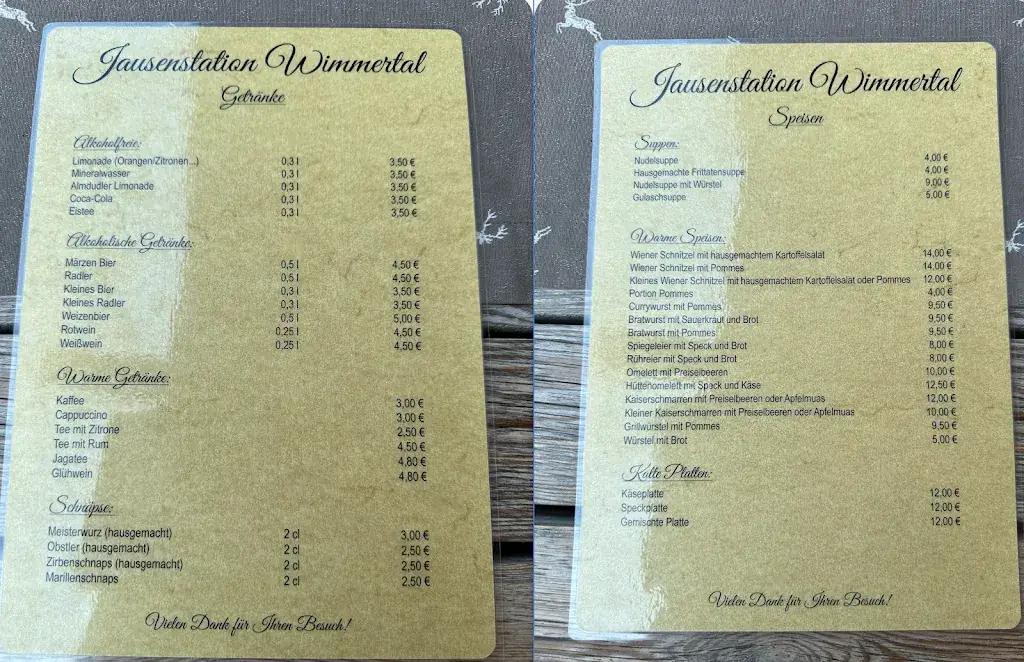 Jausenstation Wimmertal
Getränke
Alkoholfreie:
Limonade (Orangen/Zitronen...) 0,3 l 3,50 €
Mineralwasser 0,3 l 3,50 €
Almdudler Limonade 0,3 l 3,50 €
Coca-Cola 0,3 l 3,50 €
Eistee 0,3 l 3,50 €
Alkoholische Getränke:
Märzen Bier 0,5 l 4,50 €
Radler 0,5 l 4,50 €
Kleines Bier 0,3 l 3,50 €
Kleines Radler 0,3 l 3,50 €
Weizenbier 0,5 l 5,00 €
Rotwein 0,25 l 4,50 €
Weißwein 0,25 l 4,50 €
Warme Getränke:
Kaffee 3,00 €
Cappuccino 3,00 €
Tee mit Zitrone 2,50 €
Tee mit Rum 4,50 €
Jagatee 4,80 €
Glühwein 4,80 €
Schnäpse:
Meisterwurz (hausgemacht) 2 cl 3,00 €
Obstler (hausgemacht) 2 cl 2,50 €
Zirbenschnaps (hausgemacht) 2 cl 2,50 €
Marillenschnaps 2 cl 2,50 €
Vielen Dank für Ihren Besuch!
Jausenstation Wimmertal
Speisen
Suppen:
Nudelsuppe 4,00 €
Hausgemachte Frittatensuppe 4,00 €
Nudelsuppe mit Würstel 9,00 €
Gulaschsuppe 5,00 €
Warme Speisen:
Wiener Schnitzel mit hausgemachtem Kartoffelsalat 14,00 €
Wiener Schnitzel mit Pommes 14,00 €
Kleines Wiener Schnitzel mit hausgemachtem Kartoffelsalat oder Pommes 12,00 €
Portion Pommes 4,00 €
Currywurst mit Pommes 9,50 €
Bratwurst mit Sauerkraut und Brot 9,50 €
Bratwurst mit Pommes 9,50 €
Spiegeleier mit Speck und Brot 8,00 €
Rühreier mit Speck und Brot 8,00 €
Omelett mit Preiselbeeren 10,00 €
Hüttenomelett mit Speck und Käse 12,50 €
Kaiserschmarren mit Preiselbeeren oder Apfelmuas 12,00 €
Kleiner Kaiserschmarren mit Preiselbeeren oder Apfelmuas 10,00 €
Grillwürstel mit Pommes 9,50 €
Würstel mit Brot 5,00 €
Kalte Platten:
Käseplatte 12,00 €
Speckplatte 12,00 €
Gemischte Platte 12,00 €
Vielen Dank für Ihren Besuch!